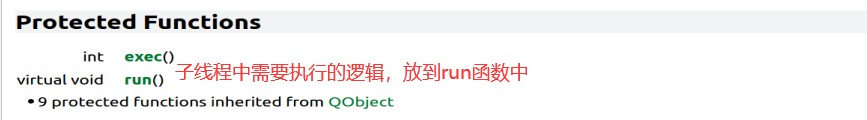 Protected Functions
int exec()
子线程中需要执行的逻辑，放到run函数中
virtual void run()
• 9 protected functions inherited from QObject